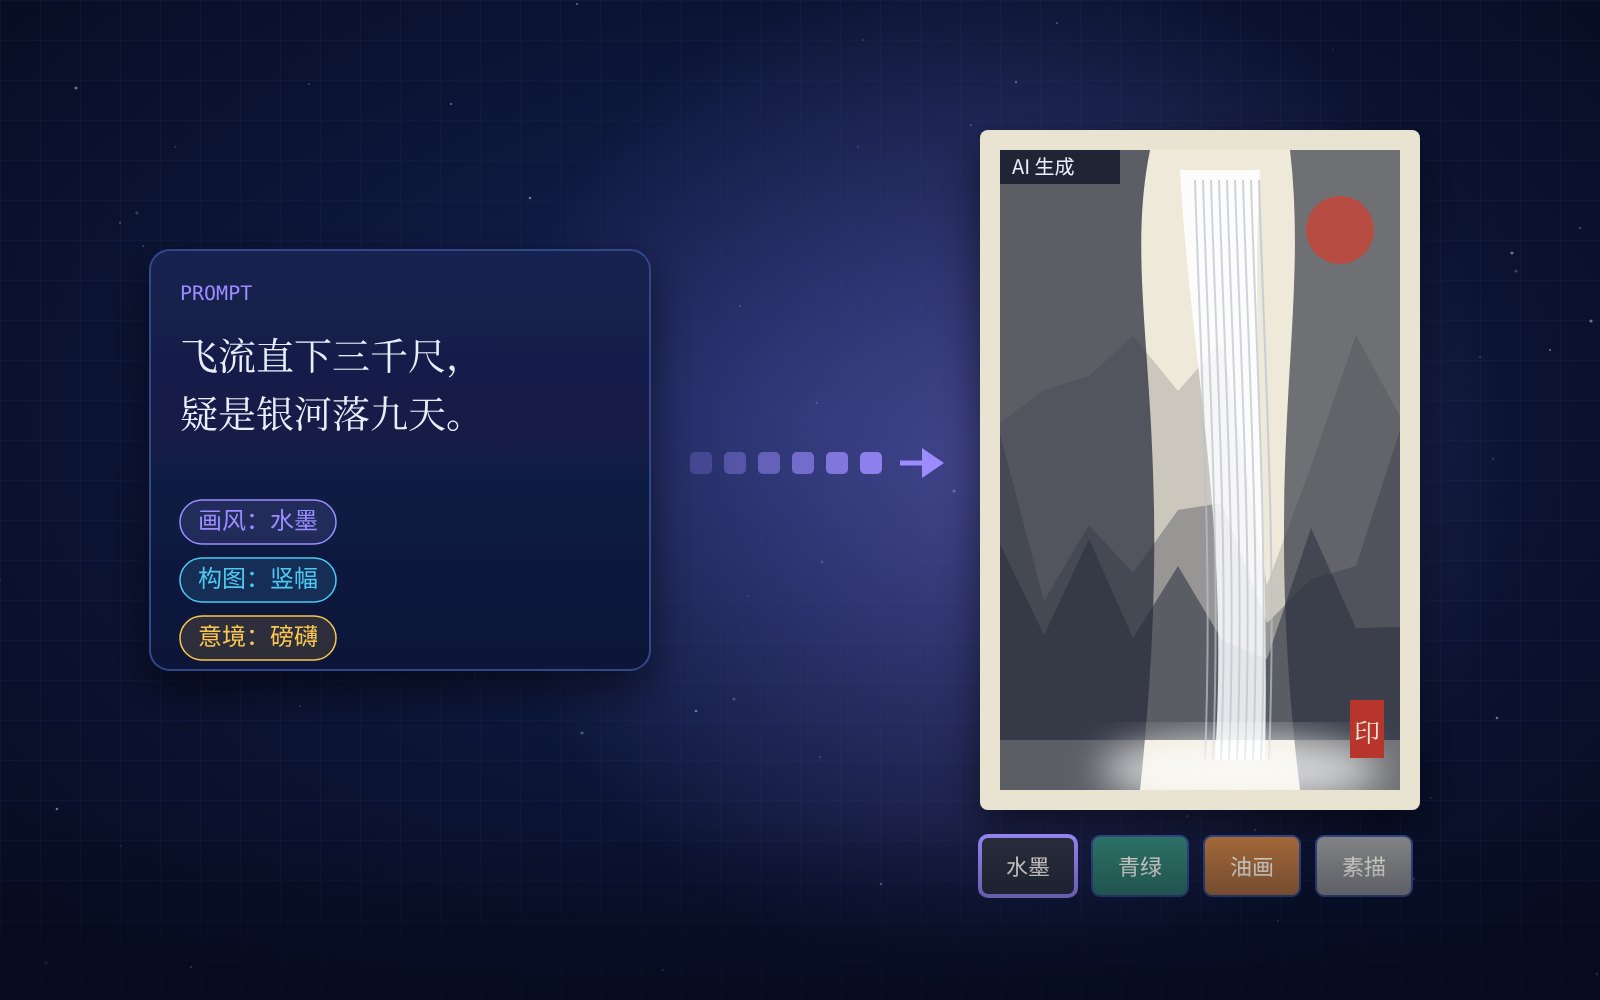 PROMPT
飞流直下三千尺，
疑是银河落九天。
画风：水墨
构图：竖幅
意境：磅礴
AI 生成
印
水墨
青绿
油画
素描